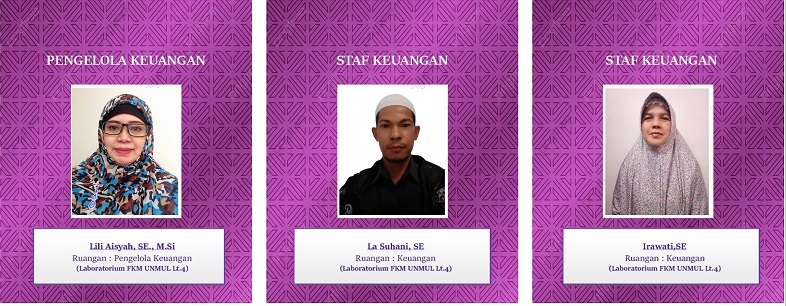 PENGELOLA KEUANGAN
Lili Aisyah, SE., M.Si
Ruangan : Pengelola Keuangan
(Laboratorium FKM UNMUL Lt.4)
STAF KEUANGAN
La Suhani, SE
Ruangan : Keuangan
(Laboratorium FKM UNMUL Lt.4)
STAF KEUANGAN
Irawati,SE
Ruangan : Keuangan
(Laboratorium FKM UNMUL Lt.4)